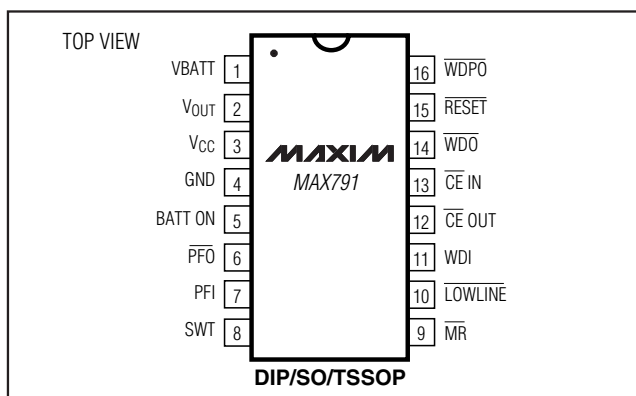 TOP VIEW
VBATT 1
VOUT 2
VCC 3
GND 4
BATT ON 5
PFO 6
PFI 7
SWT 8
MAXIM
MAX791
16 WDPO
15 RESET
14 WDO
13 CE IN
12 CE OUT
11 WDI
10 LOWLINE
9 MR
DIP/SO/TSSOP